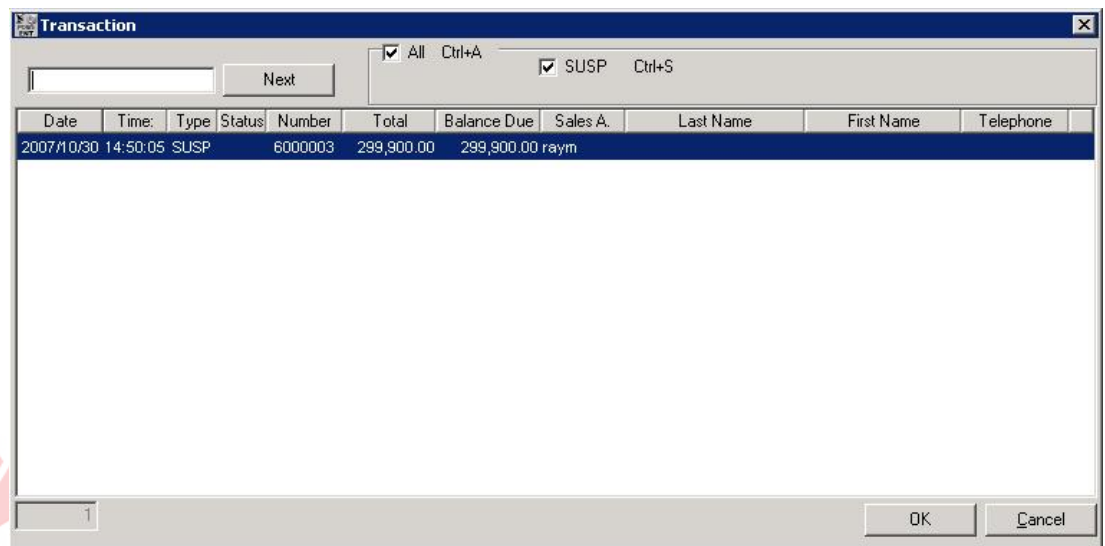 Transaction
All Ctrl+A
SUSP Ctrl+S
Next
Date Time: Type Status Number Total Balance Due Sales A. Last Name First Name Telephone
2007/10/30 14:50:05 SUSP 6000003 299,900.00 299,900.00 raym
1
OK Cancel